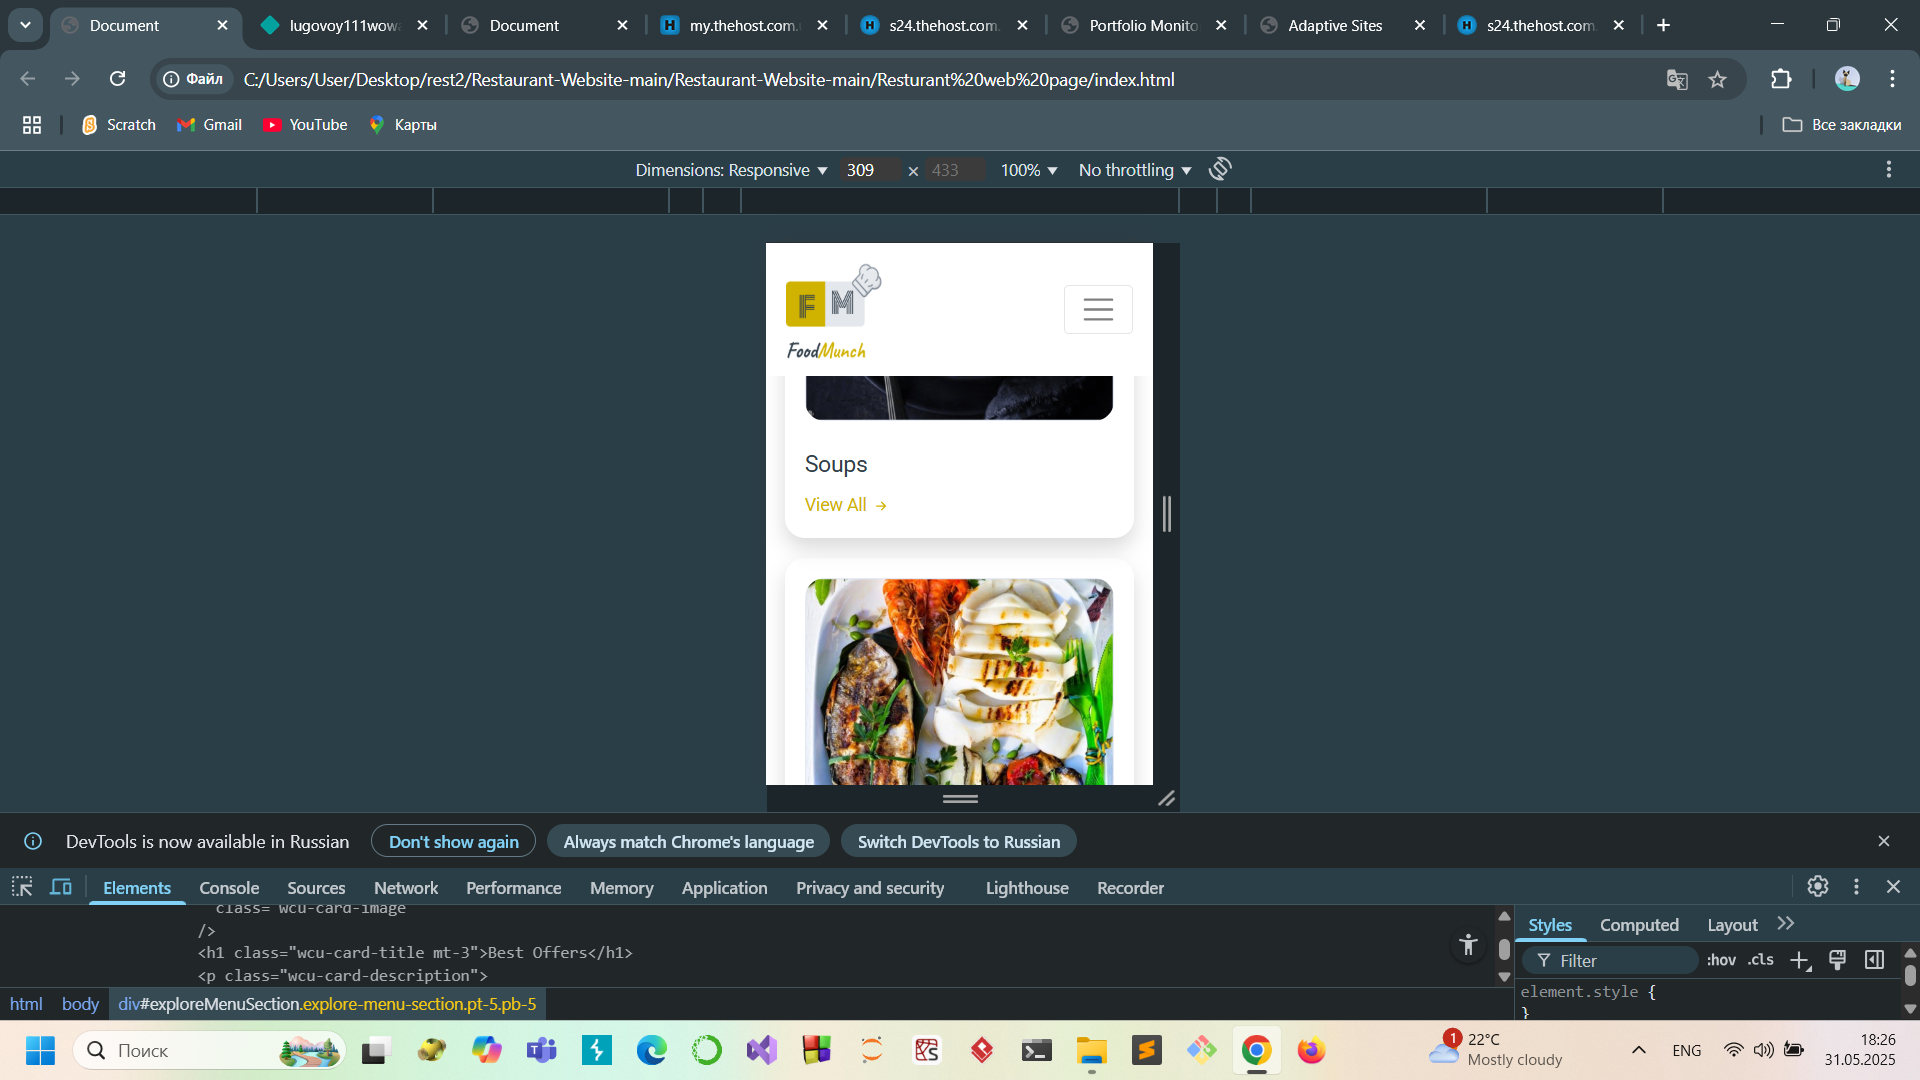 Document
lugovoy111wow
Document
my.thehost.com.
s24.thehost.com.
Portfolio Monito
Adaptive Sites
s24.thehost.com.
Файл
C:/Users/User/Desktop/rest2/Restaurant-Website-main/Restaurant-Website-main/Resturant%20web%20page/index.html
Scratch
Gmail
YouTube
Карты
Все закладки
Dimensions: Responsive
309
×
433
100%
No throttling
FM
FoodMunch
Soups
View All →
DevTools is now available in Russian
Don't show again
Always match Chrome's language
Switch DevTools to Russian
Elements
Console
Sources
Network
Performance
Memory
Application
Privacy and security
Lighthouse
Recorder
class="wcu-card-image
/>
<h1 class="wcu-card-title mt-3">Best Offers</h1>
<p class="wcu-card-description">
html
body
div#exploreMenuSection.explore-menu-section.pt-5.pb-5
Styles
Computed
Layout
Filter
:hov
.cls
element.style {
}
Поиск
1
22°C
Mostly cloudy
ENG
18:26
31.05.2025